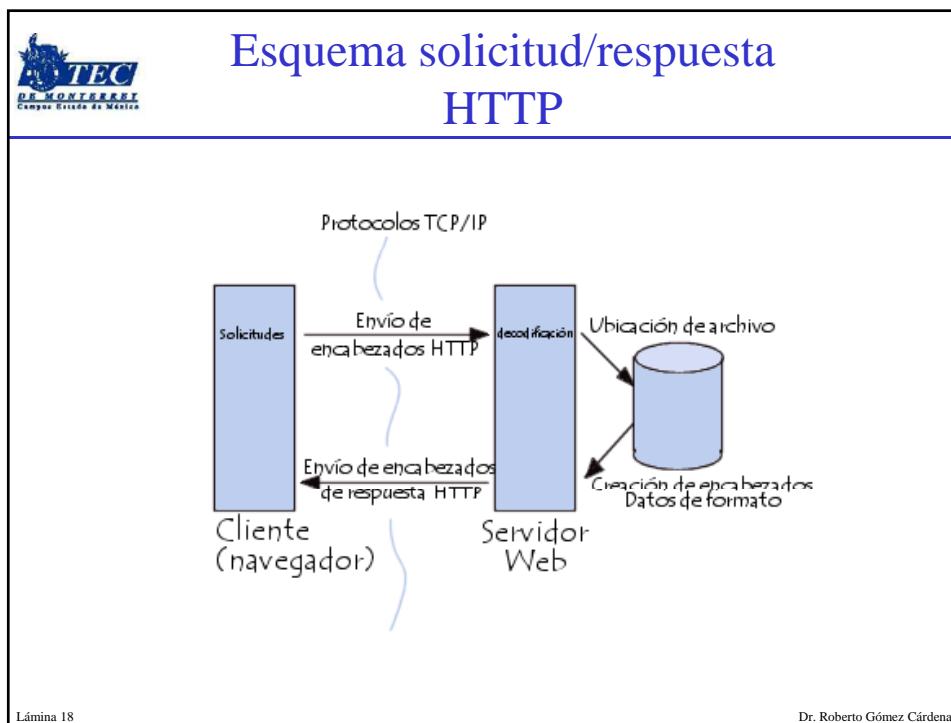 TEC
DE MONTERREY
Campus Estado de México
Esquema solicitud/respuesta
HTTP
Protocolos TCP/IP
Solicitudes
Envío de
encabezados HTTP
decodificación
Ubicación de archivo
Envío de encabezados
de respuesta HTTP
Creación de encabezados
Datos de formato
Cliente
(navegador)
Servidor
Web
Lámina 18
Dr. Roberto Gómez Cárdena